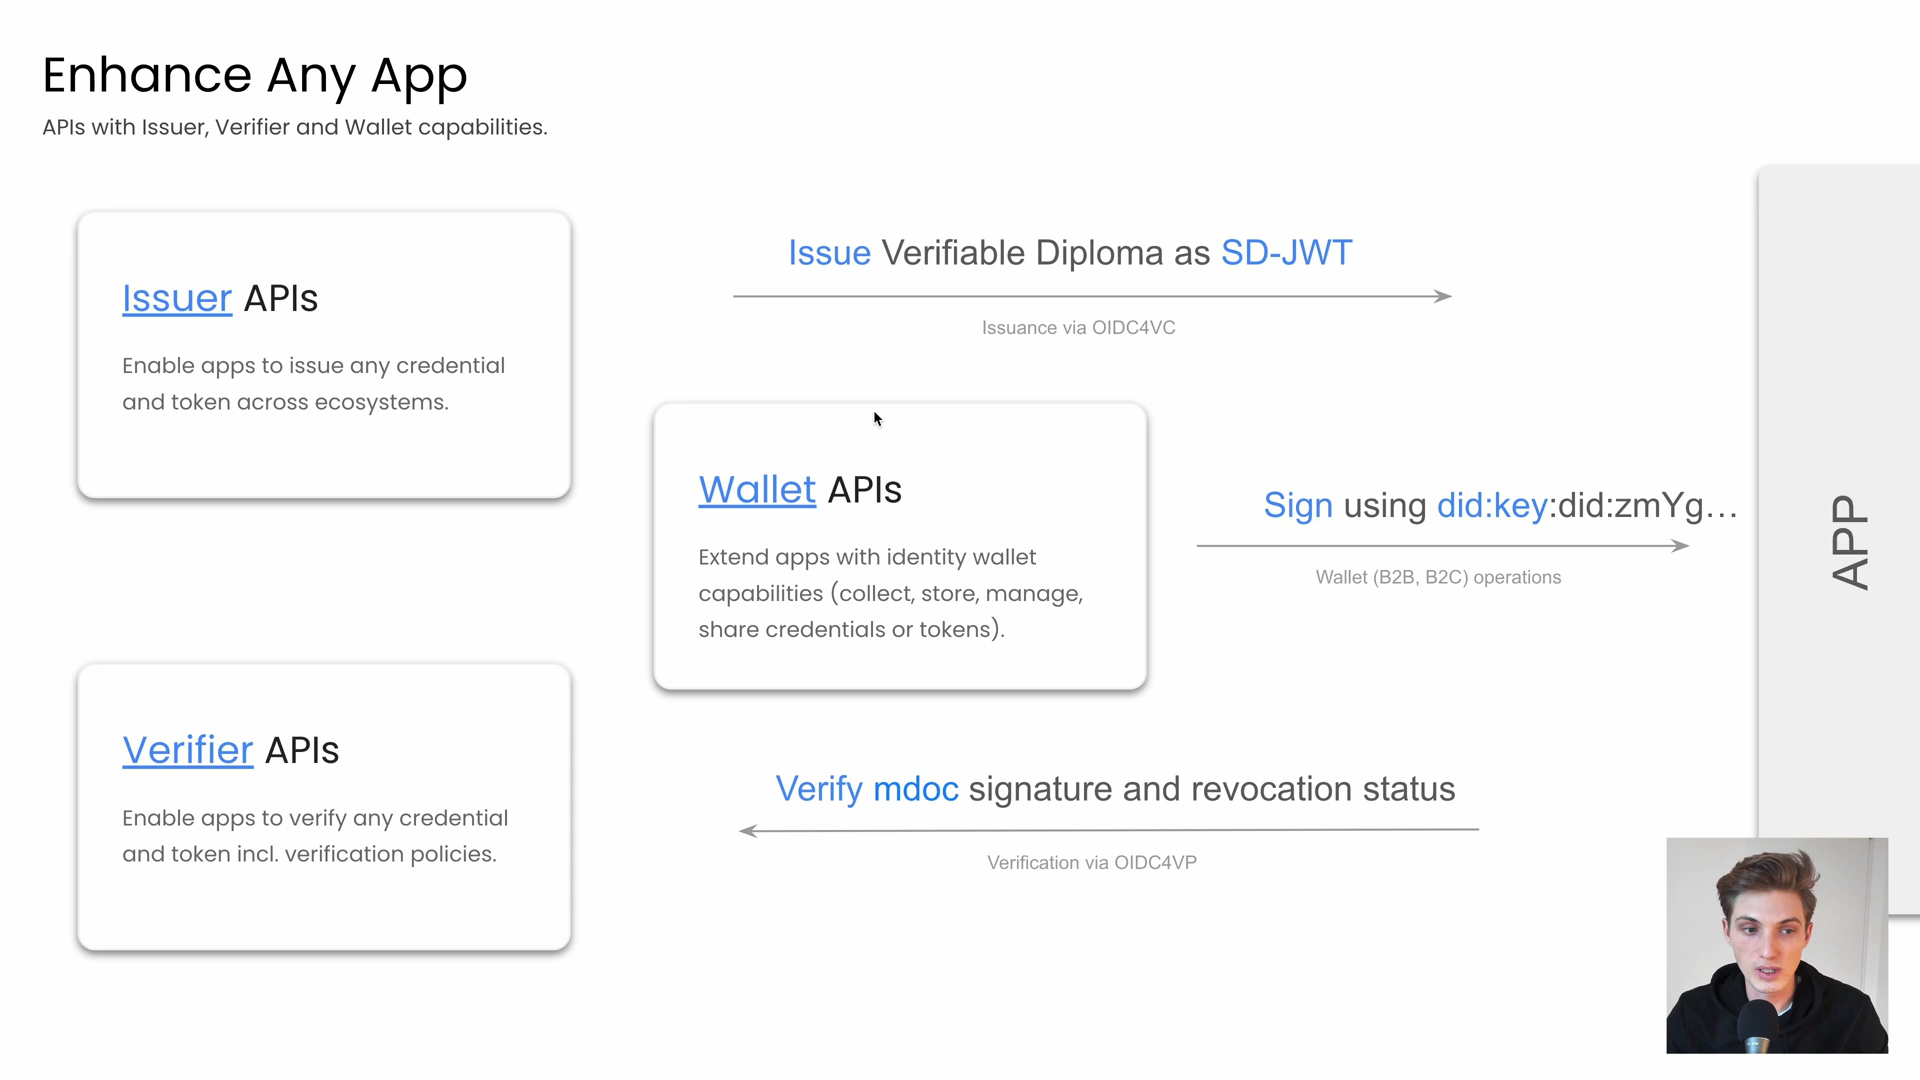 Enhance Any App
APIs with Issuer, Verifier and Wallet capabilities.
Issuer APIs
Enable apps to issue any credential
and token across ecosystems.
Issue Verifiable Diploma as SD-JWT
Issuance via OIDC4VC
Wallet APIs
Extend apps with identity wallet
capabilities (collect, store, manage,
share credentials or tokens).
Sign using did:key:did:zmYg…
Wallet (B2B, B2C) operations
APP
Verifier APIs
Enable apps to verify any credential
and token incl. verification policies.
Verify mdoc signature and revocation status
Verification via OIDC4VP